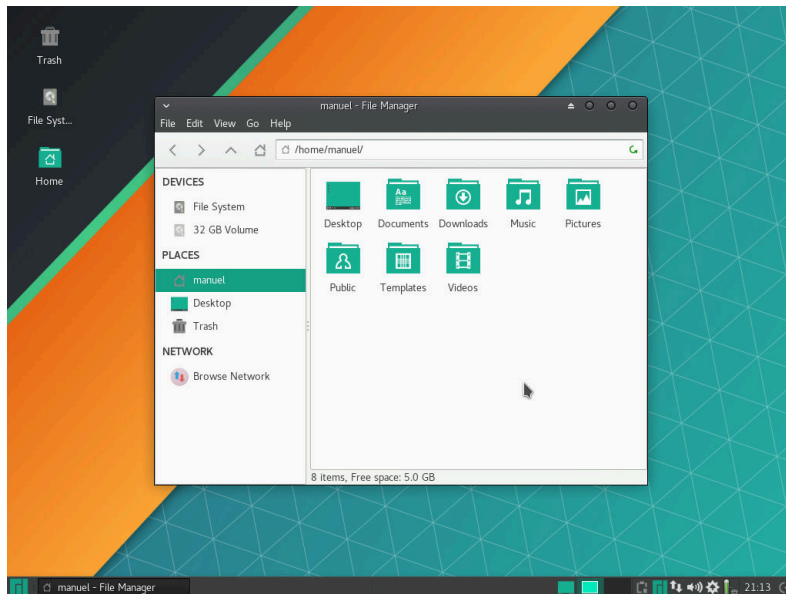 Trash
File Syst...
Home
manuel - File Manager
File Edit View Go Help
/home/manuel/
DEVICES
File System
32 GB Volume
PLACES
manuel
Desktop
Trash
NETWORK
Browse Network
Desktop Documents Downloads Music Pictures
Public Templates Videos
8 items, Free space: 5.0 GB
manuel - File Manager
21:13